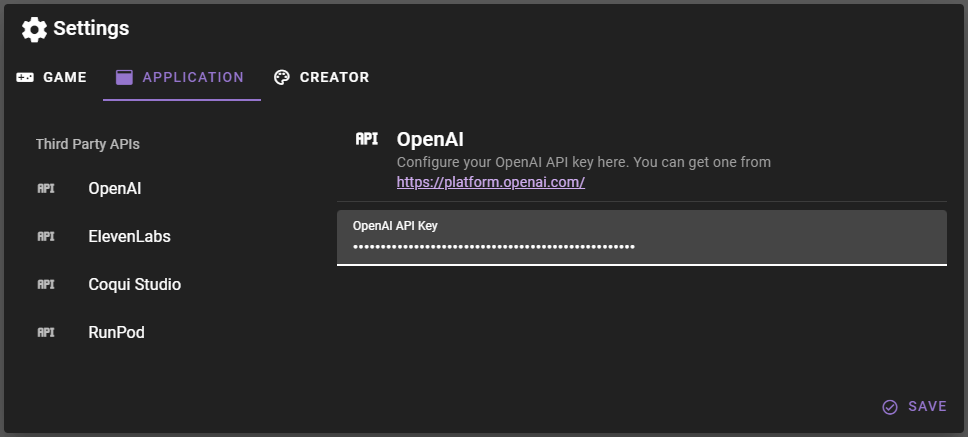 Settings
GAME
APPLICATION
CREATOR
Third Party APIs
API OpenAI
API ElevenLabs
API Coqui Studio
API RunPod
API OpenAI
Configure your OpenAI API key here. You can get one from
https://platform.openai.com/
OpenAI API Key
SAVE